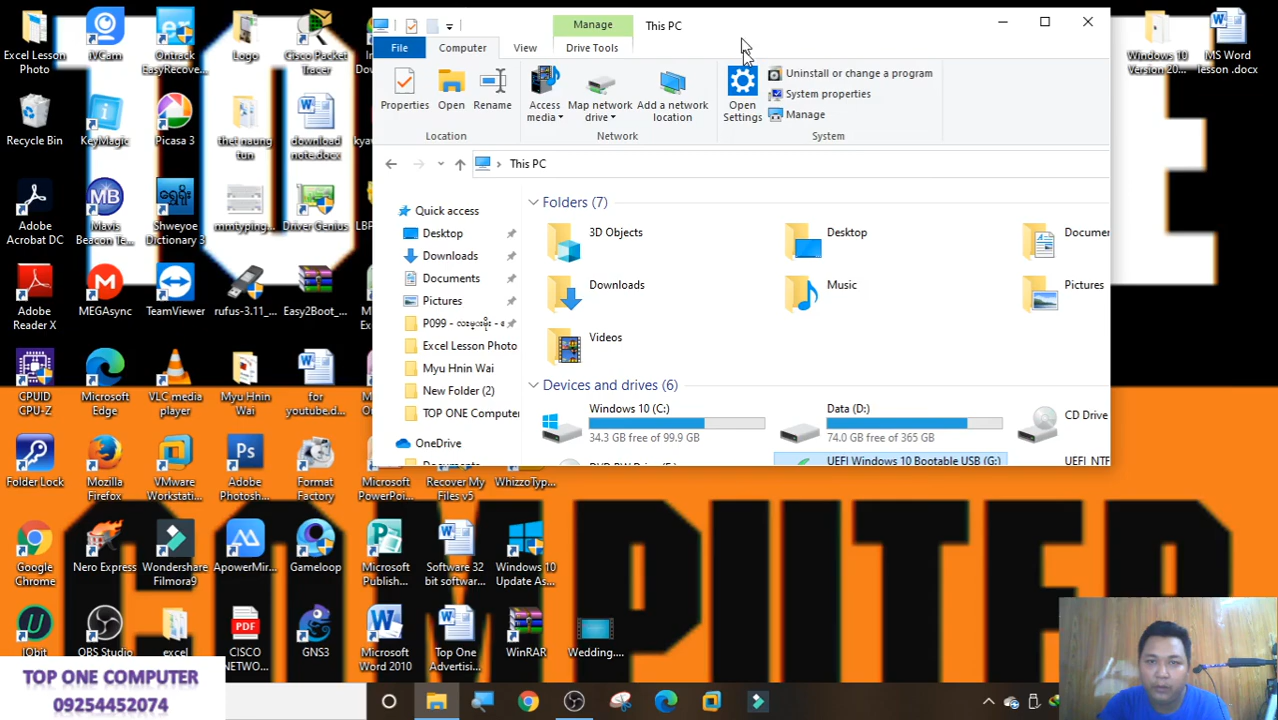 Manage
This PC
File
Computer
View
Drive Tools
Properties
Open
Rename
Access
media
Map network
drive
Add a network
location
Open
Settings
Uninstall or change a program
System properties
Manage
Location
Network
System
This PC
Quick access
Desktop
Downloads
Documents
Pictures
Excel Lesson Photo
Myu Hnin Wai
New Folder (2)
TOP ONE Computer
OneDrive
Folders (7)
3D Objects
Desktop
Downloads
Music
Pictures
Videos
Devices and drives (6)
Windows 10 (C:)
34.3 GB free of 99.9 GB
Data (D:)
74.0 GB free of 365 GB
CD Drive
UEFI Windows 10 Bootable USB (G:)
Excel Lesson
Photo
iVCam
Ontrack
EasyRecove...
Logo
Cisco Packet
Tracer
Windows 10
Version 20...
MS Word
lesson .docx
Recycle Bin
KeyMagic
Picasa 3
thet naung
tun
download
note.docx
Adobe
Acrobat DC
Mavis
Beacon Te...
Shweyoe
Dictionary 3
mmtyping...
Driver Genius
Adobe
Reader X
MEGAsync
TeamViewer
rufus-3.11_...
Easy2Boot_...
CPUID
CPU-Z
Microsoft
Edge
VLC media
player
Myu Hnin
Wai
for
youtube.d...
Folder Lock
Mozilla
Firefox
VMware
Workstati...
Adobe
Photosh...
Format
Factory
Microsoft
PowerPoi...
Recover My
Files v5
WhizzoTyp...
Google
Chrome
Nero Express
Wondershare
Filmora9
ApowerMir...
Gameloop
Microsoft
Publish...
Software 32
bit softwar...
Windows 10
Update As...
IObit
OBS Studio
excel
CISCO
NETWO...
GNS3
Microsoft
Word 2010
Top One
Advertisi...
WinRAR
Wedding....
COMPUTER
TOP ONE COMPUTER
09254452074